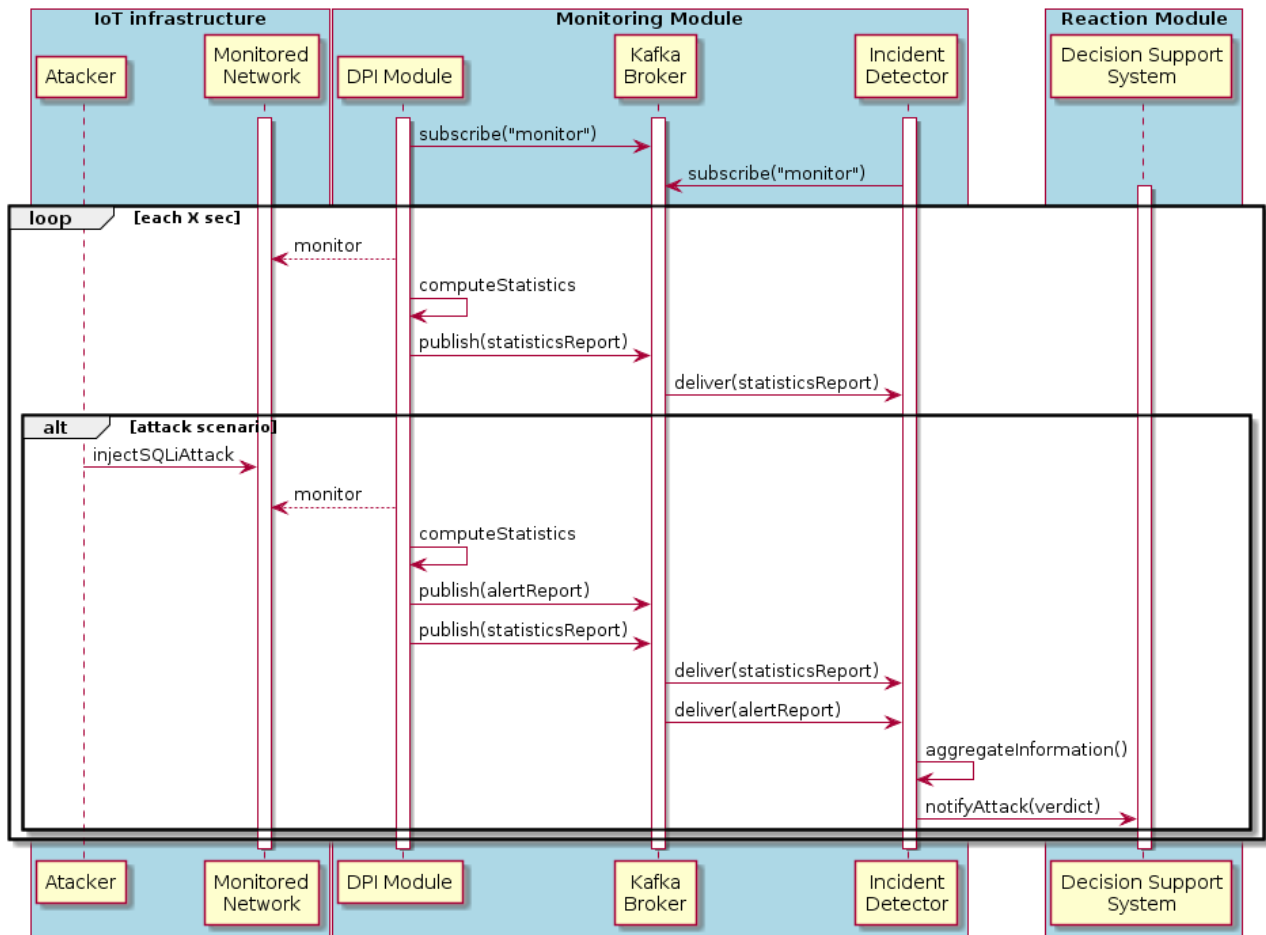 IoT infrastructure
Monitoring Module
Reaction Module
Atacker
Monitored
Network
DPI Module
Kafka
Broker
Incident
Detector
Decision Support
System
subscribe("monitor")
subscribe("monitor")
loop
[each X sec]
monitor
computeStatistics
publish(statisticsReport)
deliver(statisticsReport)
alt
[attack scenario]
injectSQLiAttack
monitor
computeStatistics
publish(alertReport)
publish(statisticsReport)
deliver(statisticsReport)
deliver(alertReport)
aggregateInformation()
notifyAttack(verdict)
Atacker
Monitored
Network
DPI Module
Kafka
Broker
Incident
Detector
Decision Support
System